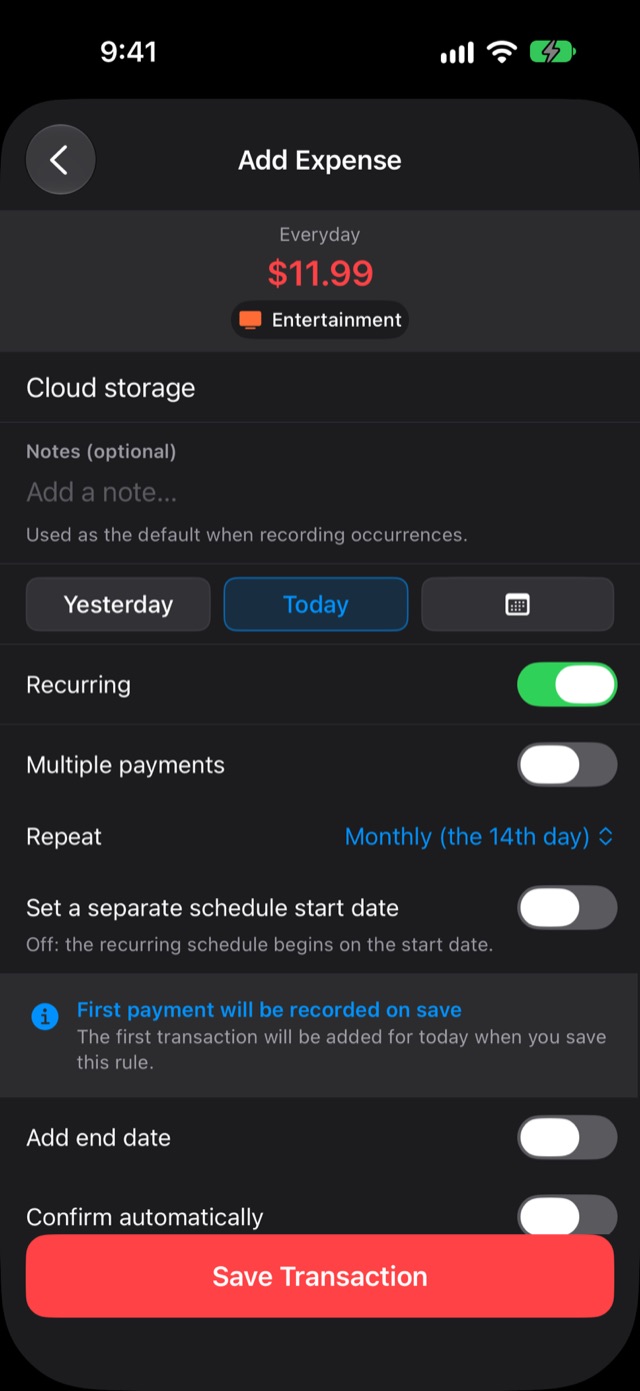 9:41
Add Expense
Everyday
$11.99
Entertainment
Cloud storage
Notes (optional)
Add a note...
Used as the default when recording occurrences.
Yesterday Today
Recurring
Multiple payments
Repeat Monthly (the 14th day)
Set a separate schedule start date
Off: the recurring schedule begins on the start date.
First payment will be recorded on save
The first transaction will be added for today when you save
this rule.
Add end date
Confirm automatically
Save Transaction